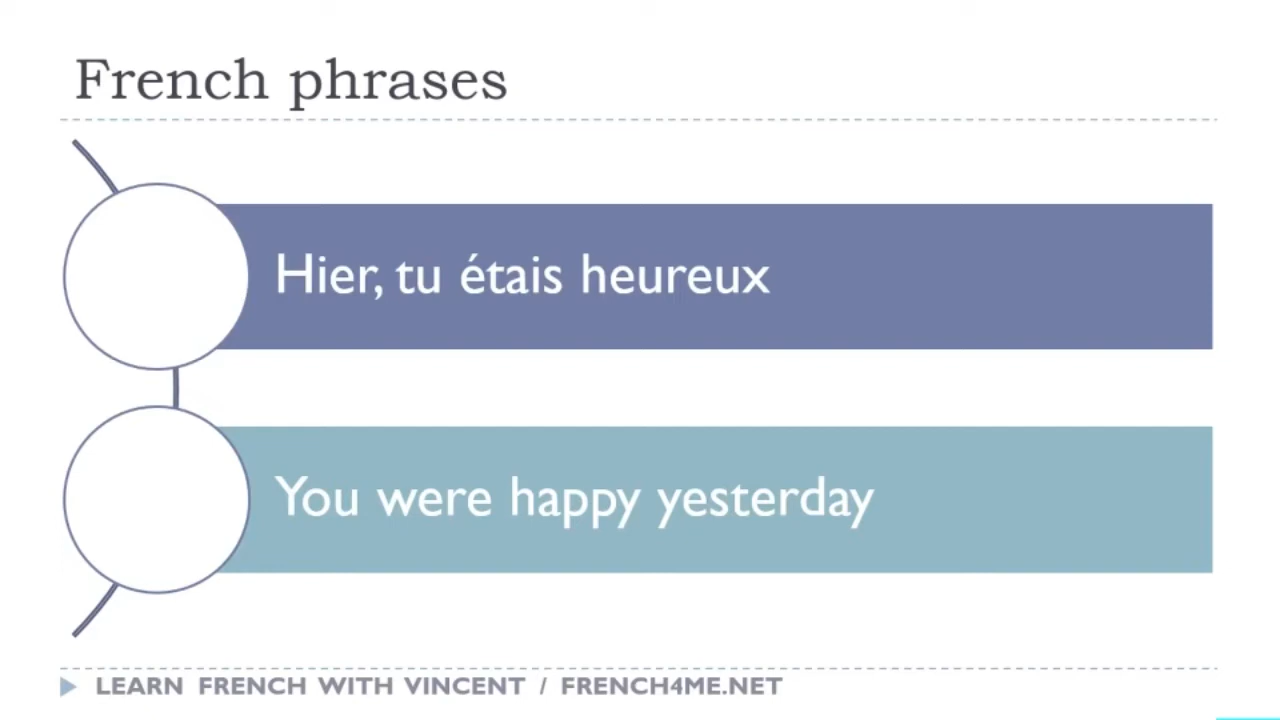 French phrases
Hier, tu étais heureux
You were happy yesterday
LEARN FRENCH WITH VINCENT / FRENCH4ME.NET